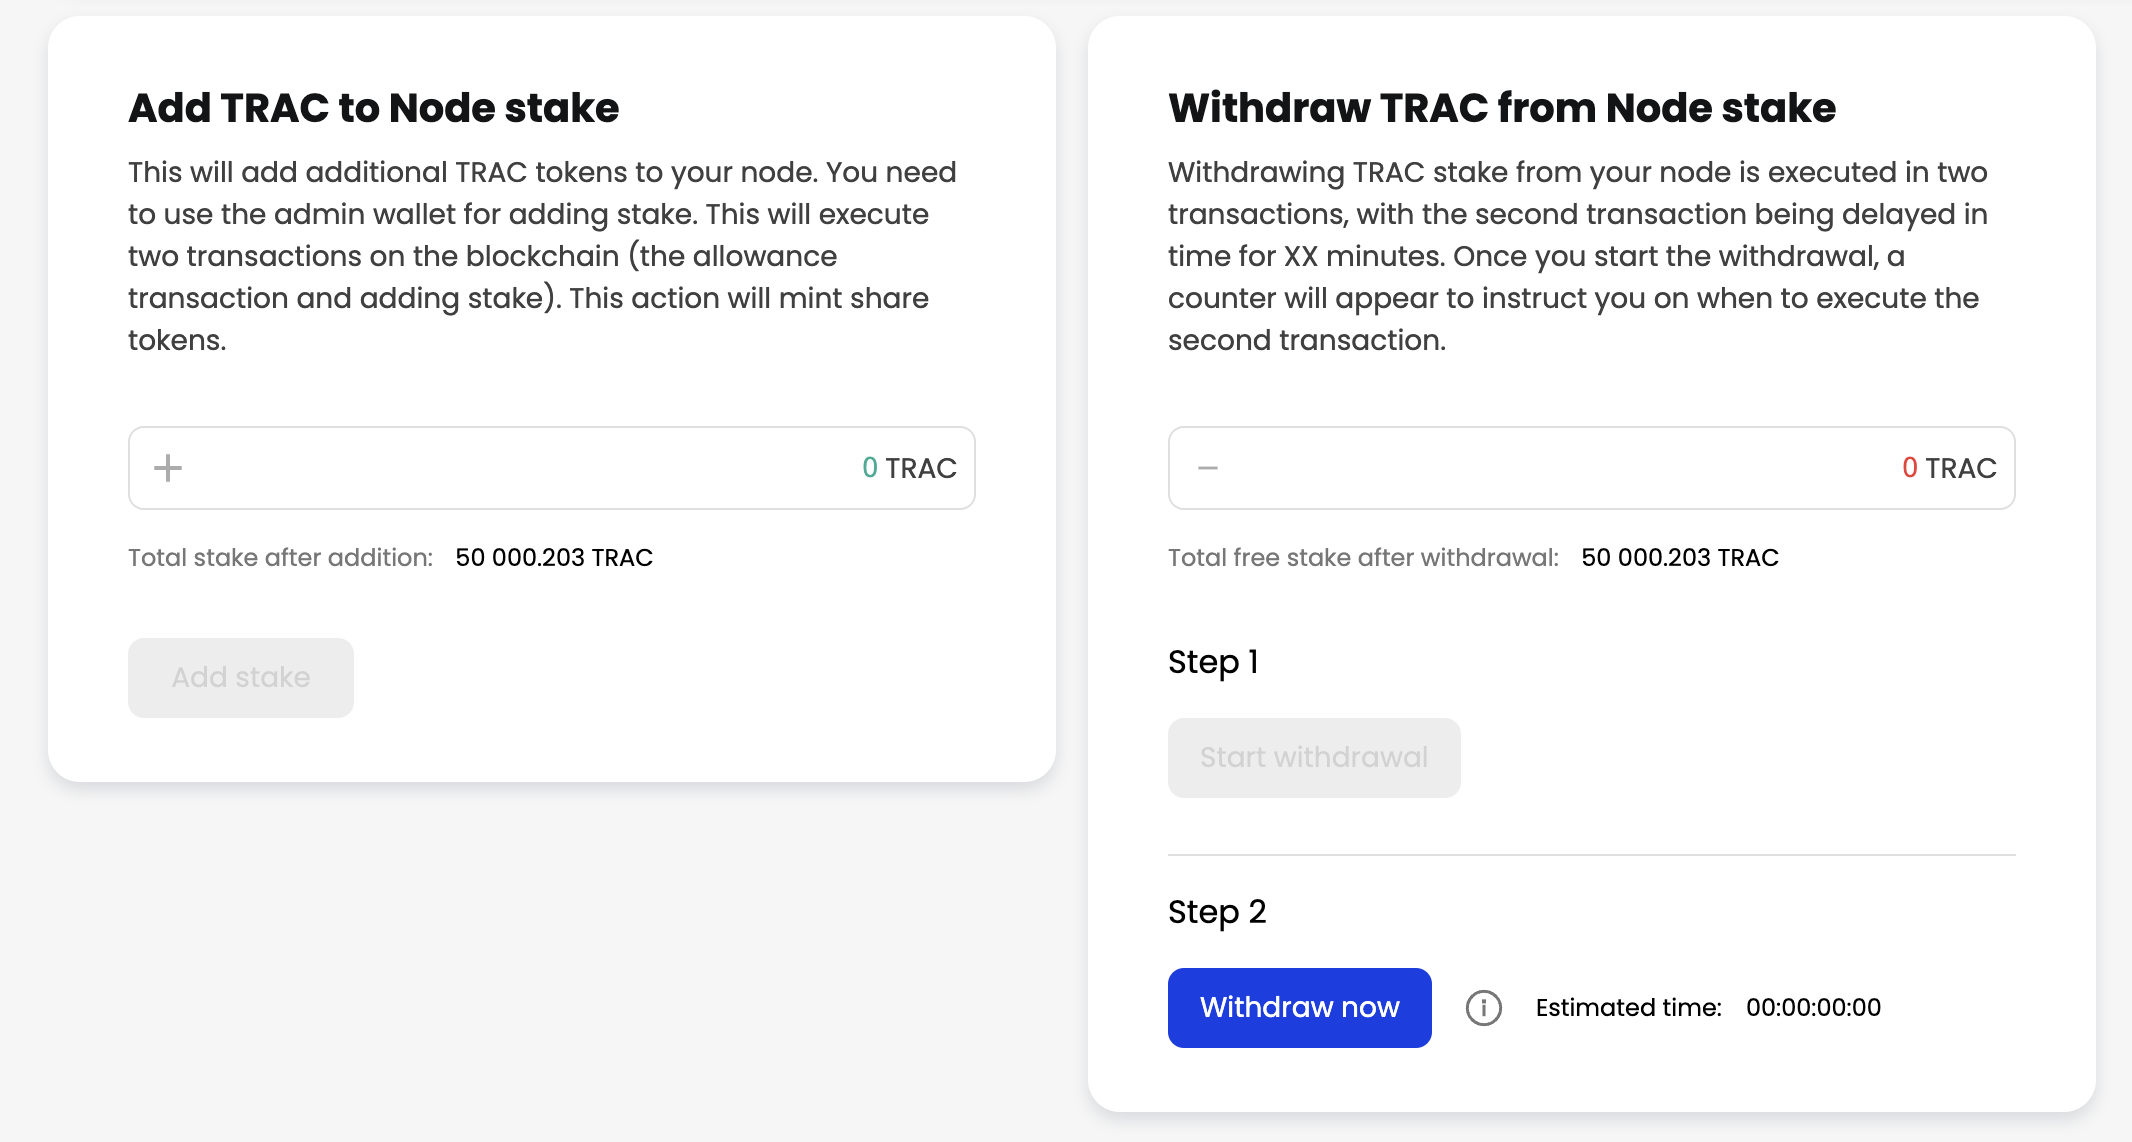 Add TRAC to Node stake
This will add additional TRAC tokens to your node. You need
to use the admin wallet for adding stake. This will execute
two transactions on the blockchain (the allowance
transaction and adding stake). This action will mint share
tokens.
+ 0 TRAC
Total stake after addition: 50 000.203 TRAC
Add stake
Withdraw TRAC from Node stake
Withdrawing TRAC stake from your node is executed in two
transactions, with the second transaction being delayed in
time for XX minutes. Once you start the withdrawal, a
counter will appear to instruct you on when to execute the
second transaction.
− 0 TRAC
Total free stake after withdrawal: 50 000.203 TRAC
Step 1
Start withdrawal
Step 2
Withdraw now Estimated time: 00:00:00:00